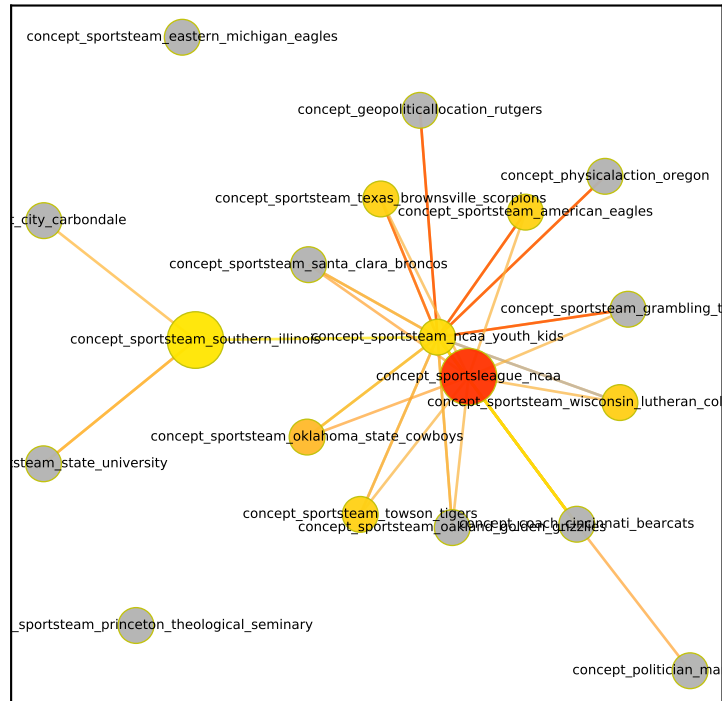 concept_sportsteam_eastern_michigan_eagles
concept_geopoliticallocation_rutgers
concept_physicalaction_oregon
concept_sportsteam_texas_brownsville_scorpions
concept_sportsteam_american_eagles
t_city_carbondale
concept_sportsteam_santa_clara_broncos
concept_sportsteam_grambling_t
concept_sportsteam_southern_illinois
concept_sportsteam_ncaa_youth_kids
concept_sportsleague_ncaa
concept_sportsteam_wisconsin_lutheran_col
concept_sportsteam_oklahoma_state_cowboys
tsteam_state_university
concept_sportsteam_towson_tigers
concept_sportsteam_oakland_golden_grizzlies
concept_coach_cincinnati_bearcats
_sportsteam_princeton_theological_seminary
concept_politician_ma